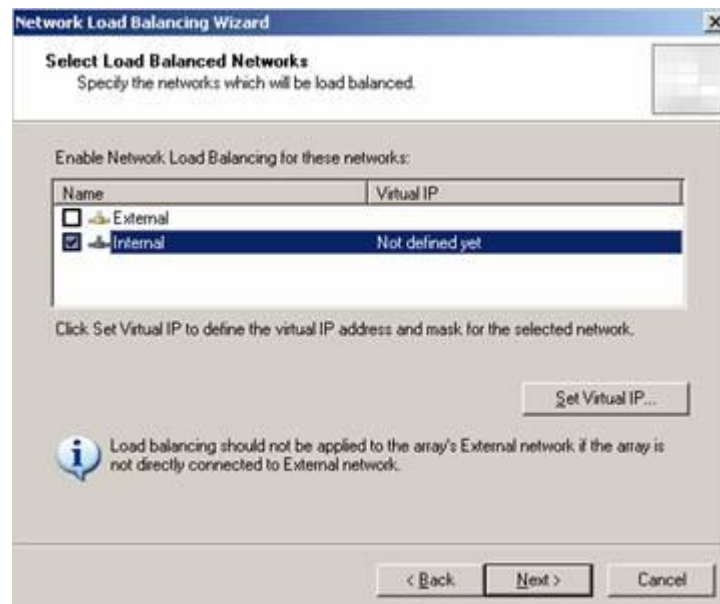 Network Load Balancing Wizard
Select Load Balanced Networks
Specify the networks which will be load balanced.
Enable Network Load Balancing for these networks:
Name Virtual IP
External
Internal Not defined yet
Click Set Virtual IP to define the virtual IP address and mask for the selected network.
Set Virtual IP...
Load balancing should not be applied to the array's External network if the array is
not directly connected to External network.
< Back Next > Cancel